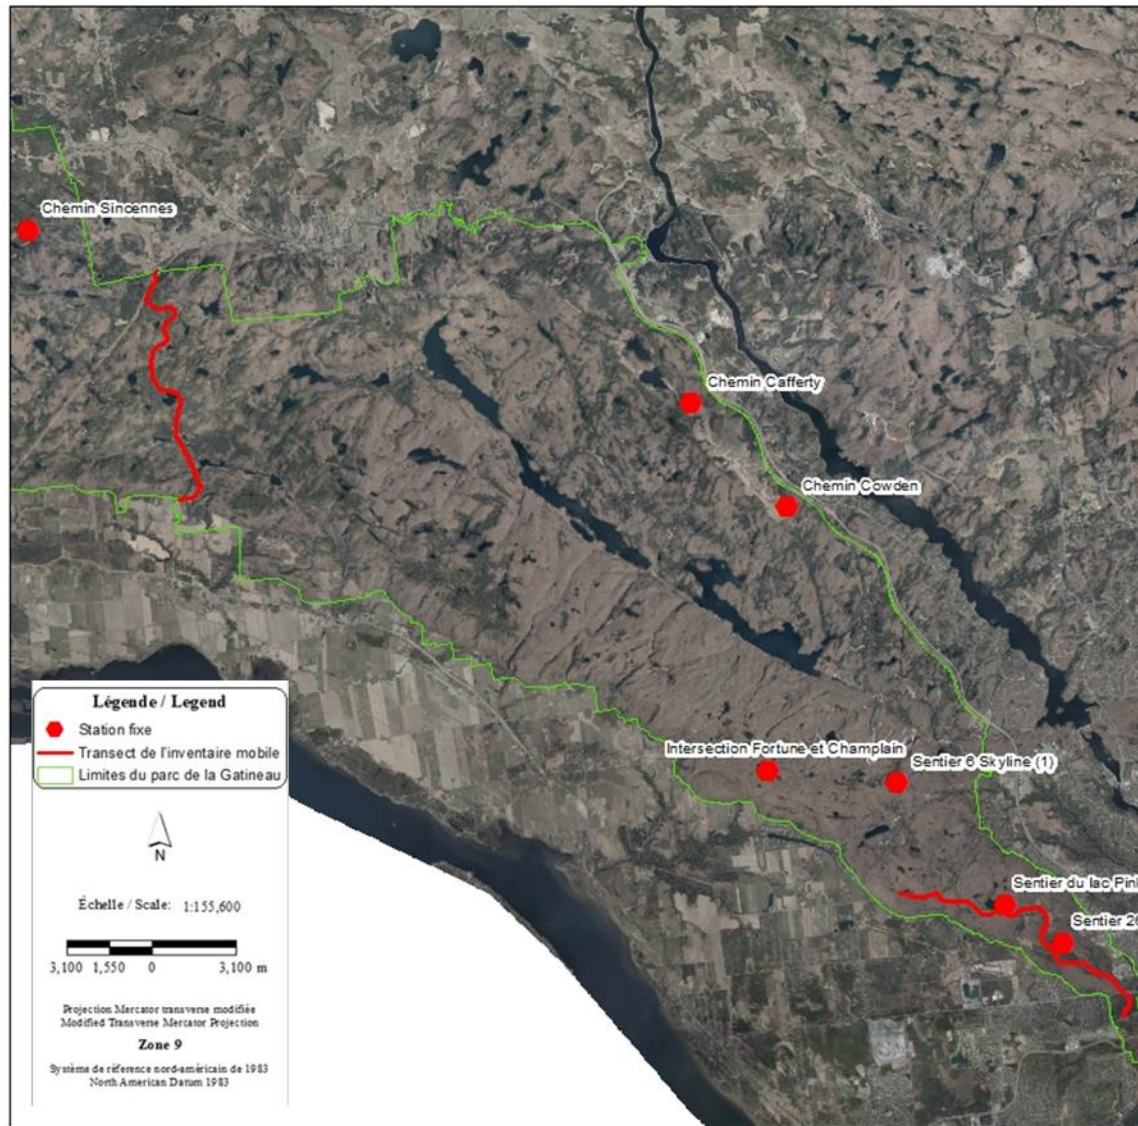 Chemin Sincennes
Chemin Cafferty
Chemin Cowden
Intersection Fortune et Champlain
Sentier 6 Skyline (1)
Sentier du lac Pin
Sentier 26
Légende / Legend
Station fixe
Transect de l'inventaire mobile
Limites du parc de la Gatineau
N
Échelle / Scale: 1:155,600
3,100 1,550 0 3,100 m
Projection Mercator transverse modifiée
Modified Transverse Mercator Projection
Zone 9
Système de réference nord-américain de 1983
North American Datum 1983